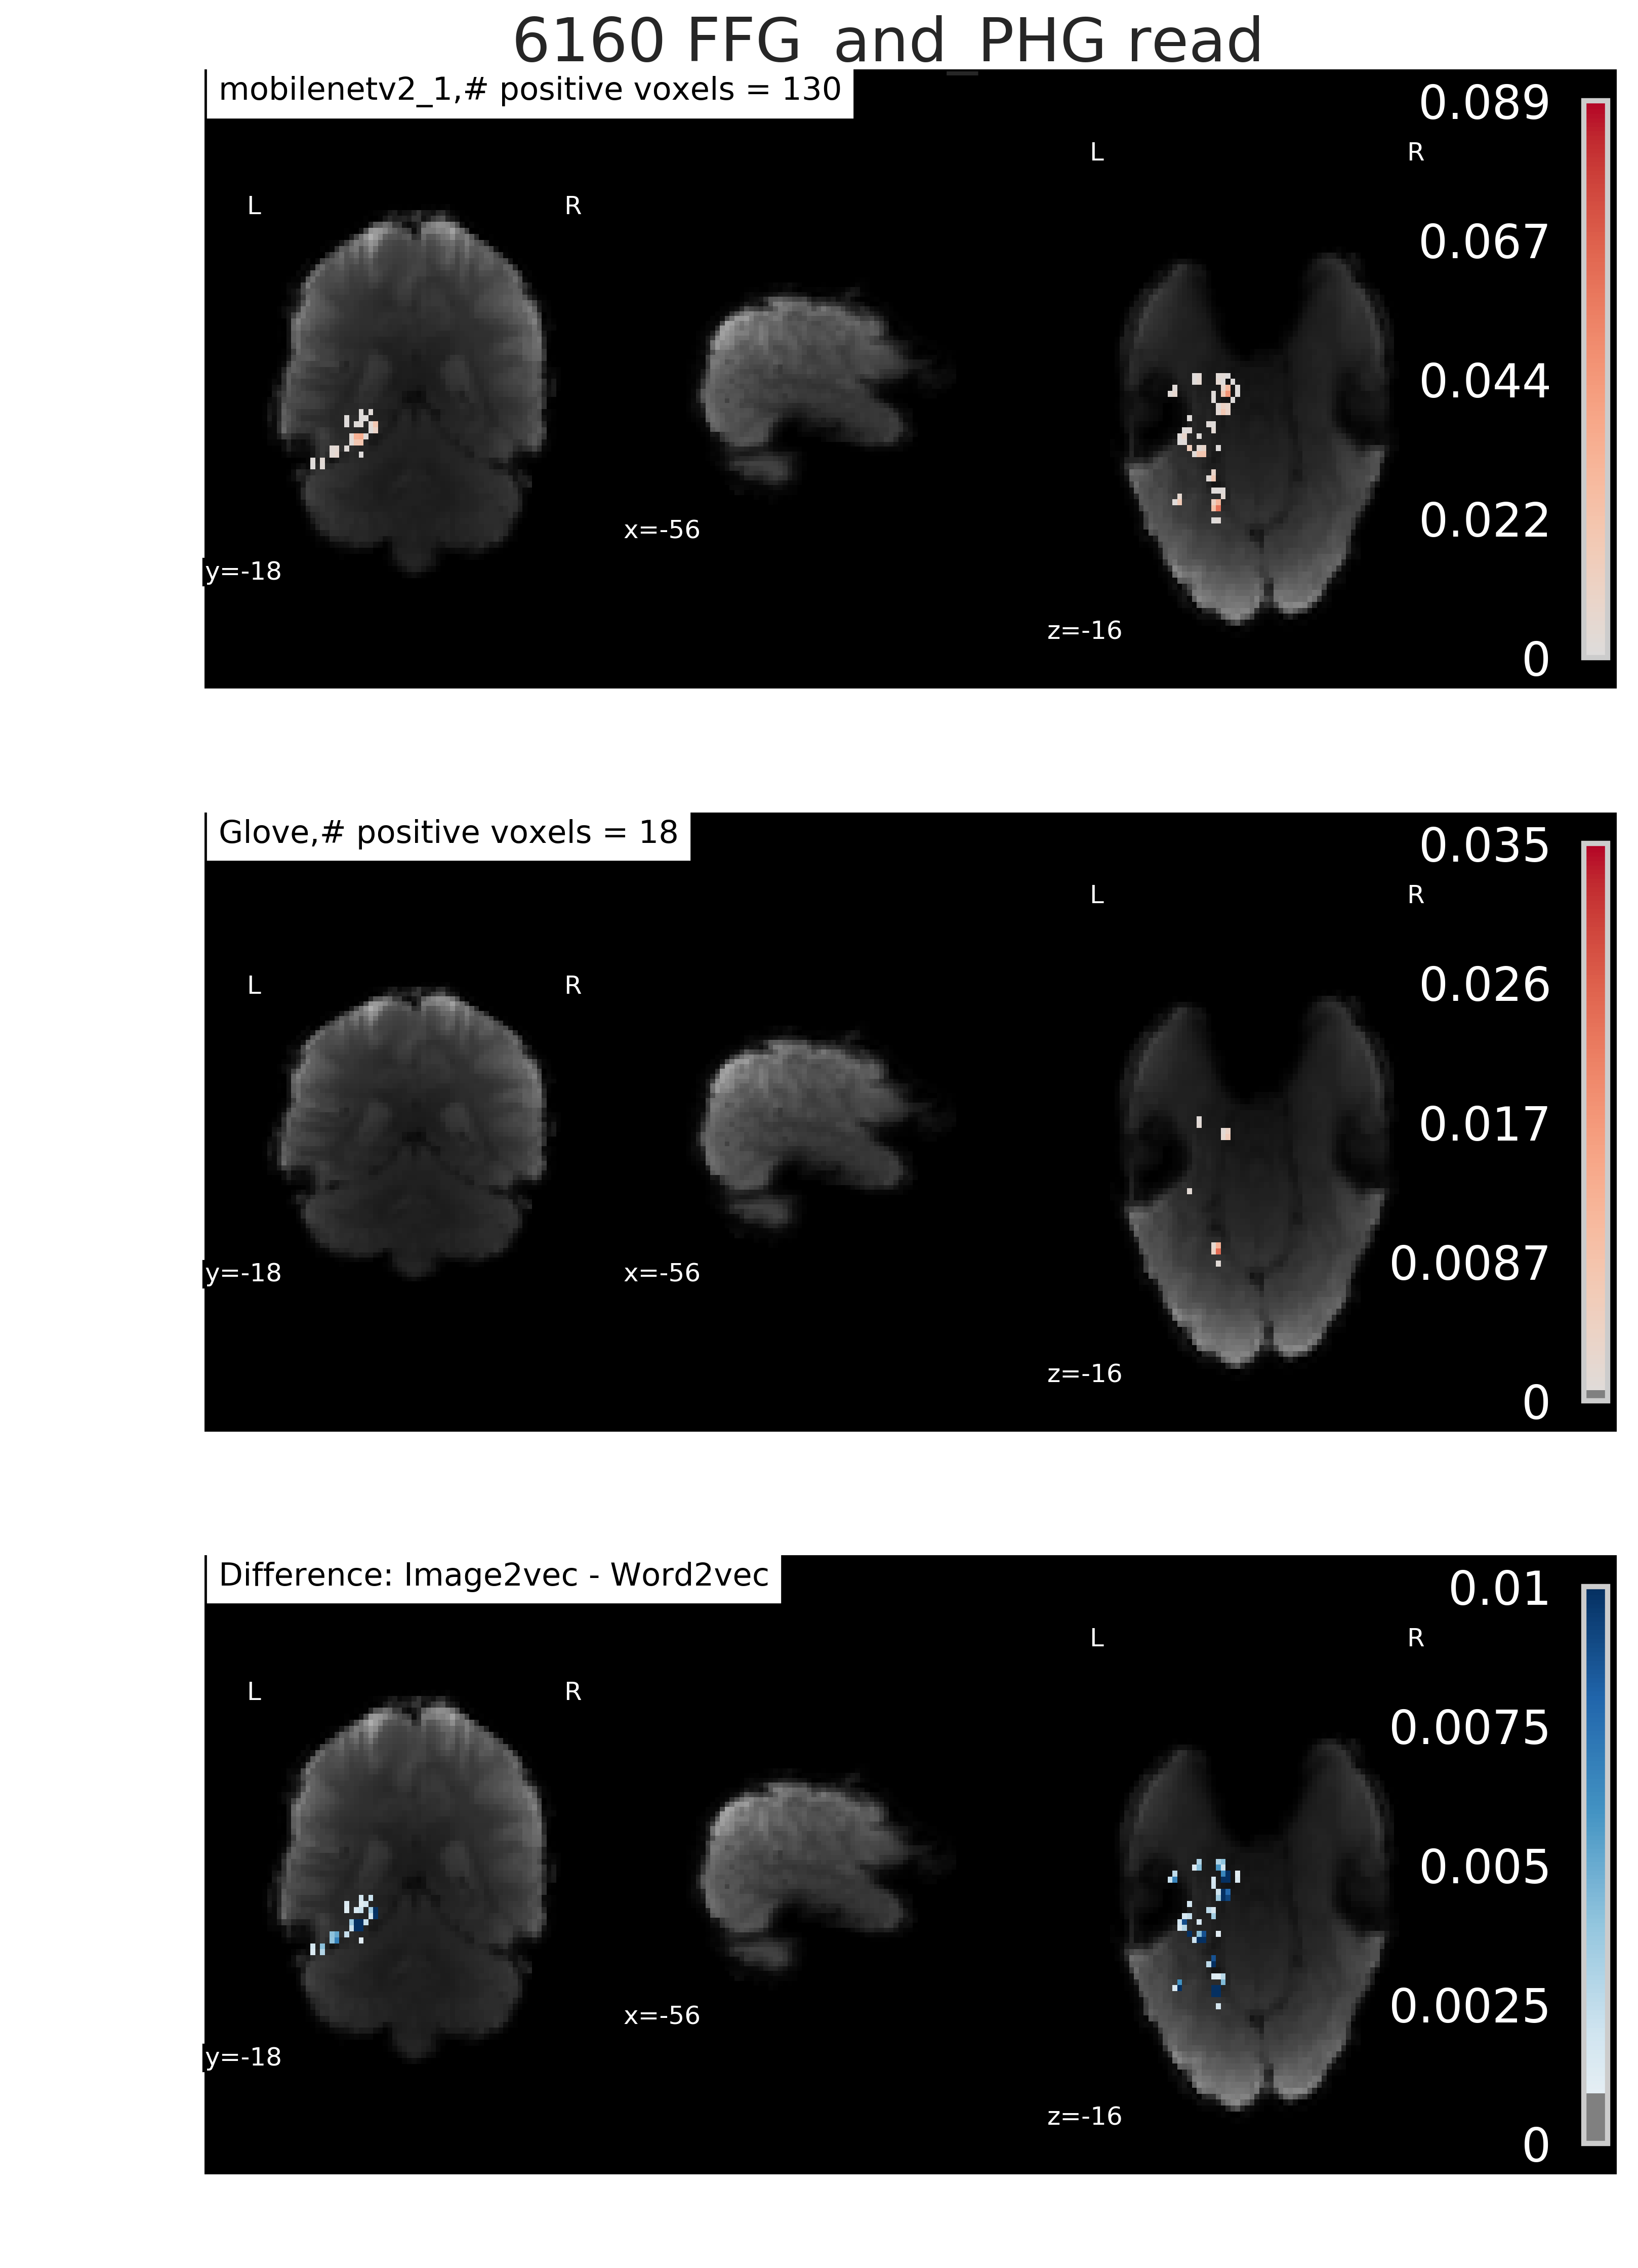 6160 FFG_and_PHG read
mobilenetv2_1,# positive voxels = 130
0.089
L R
L R
0.067
0.044
0.022
x=-56
y=-18
z=-16
0
Glove,# positive voxels = 18
0.035
L R
L R
0.026
0.017
0.0087
y=-18
x=-56
z=-16
0
Difference: Image2vec - Word2vec
0.01
L R
L R
0.0075
0.005
0.0025
x=-56
y=-18
z=-16
0